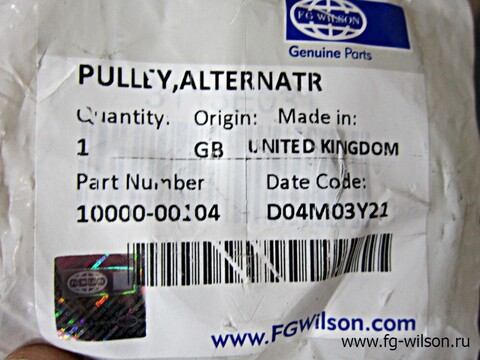 FG WILSON
Genuine Parts
PULLEY,ALTERNATR
Quantity: Origin: Made in:
1 GB UNITED KINGDOM
Part Number Date Code:
10000-00104 D04M03Y21
www.FGWilson.com
www.fg-wilson.ru